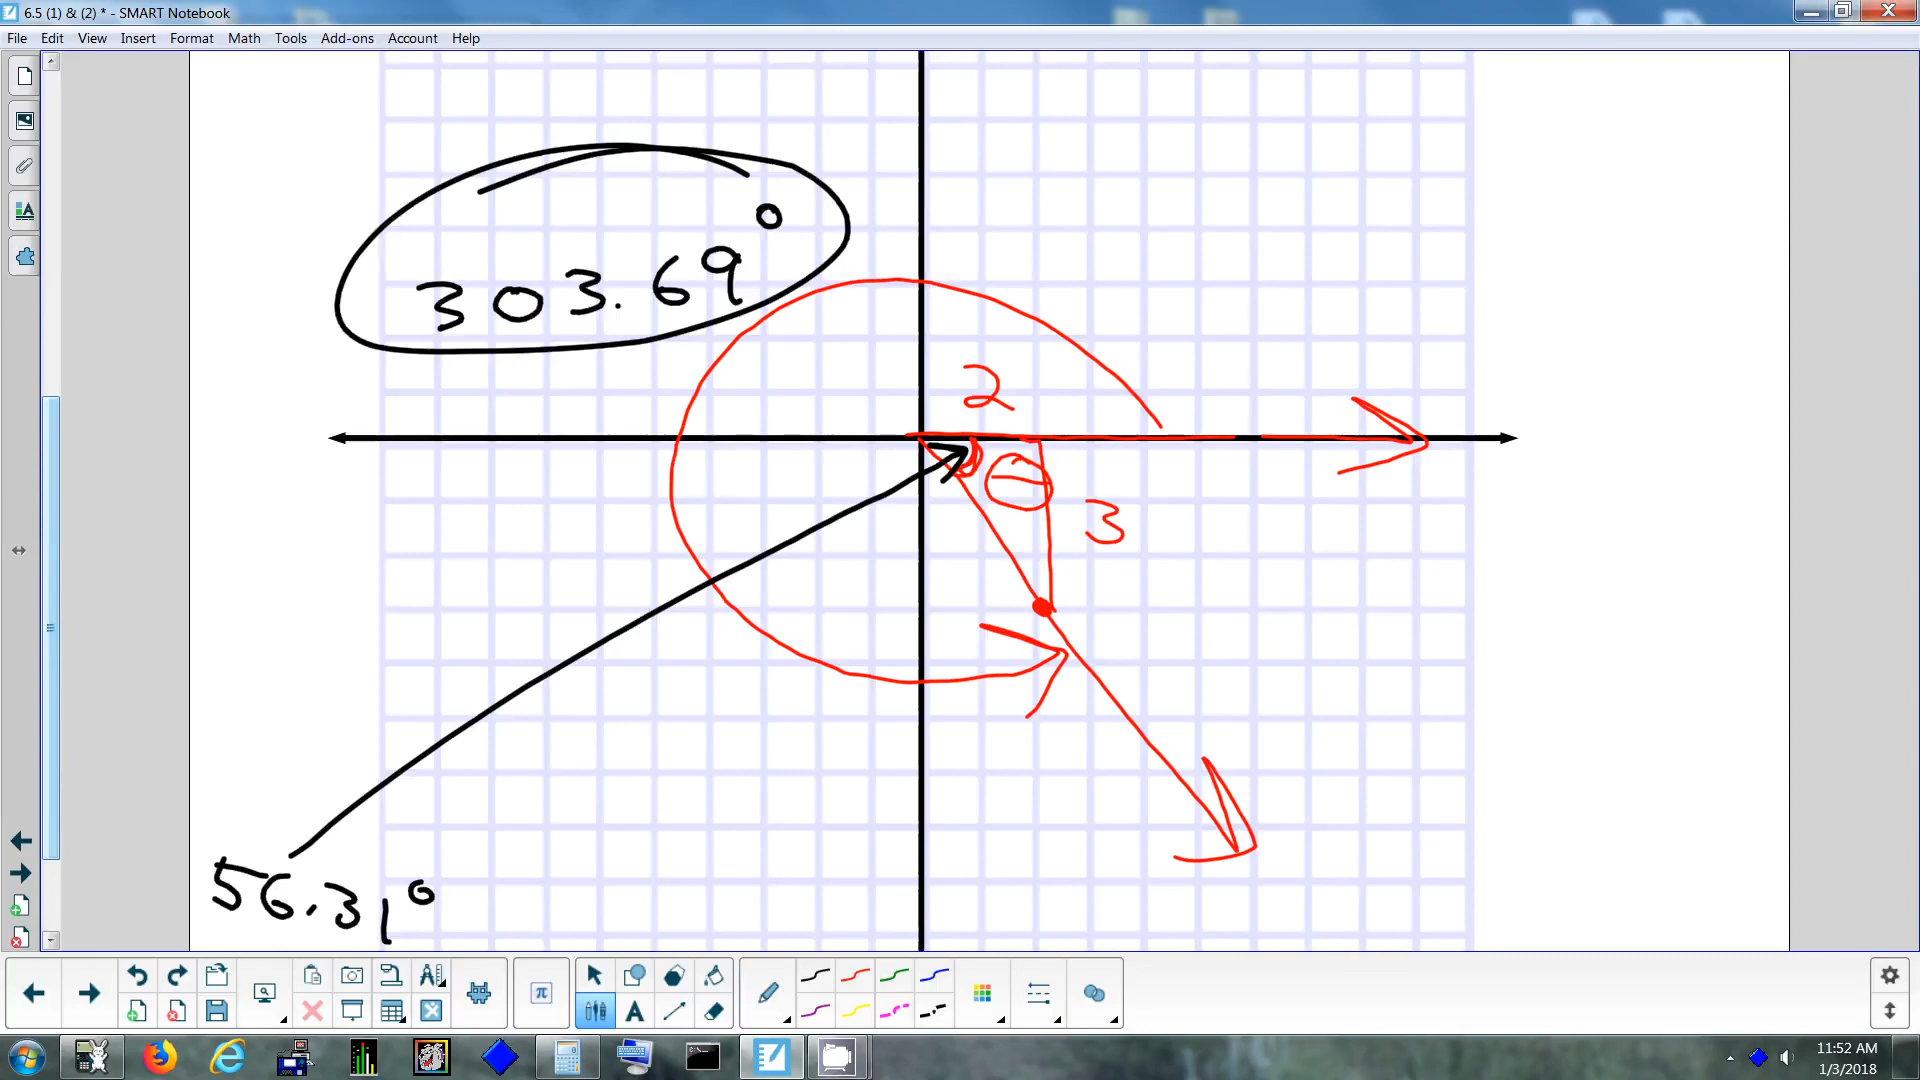 6.5 (1) & (2) * - SMART Notebook
File Edit View Insert Format Math Tools Add-ons Account Help
303.69°
2
θ
3
56.31°
π
A
11:52 AM
1/3/2018